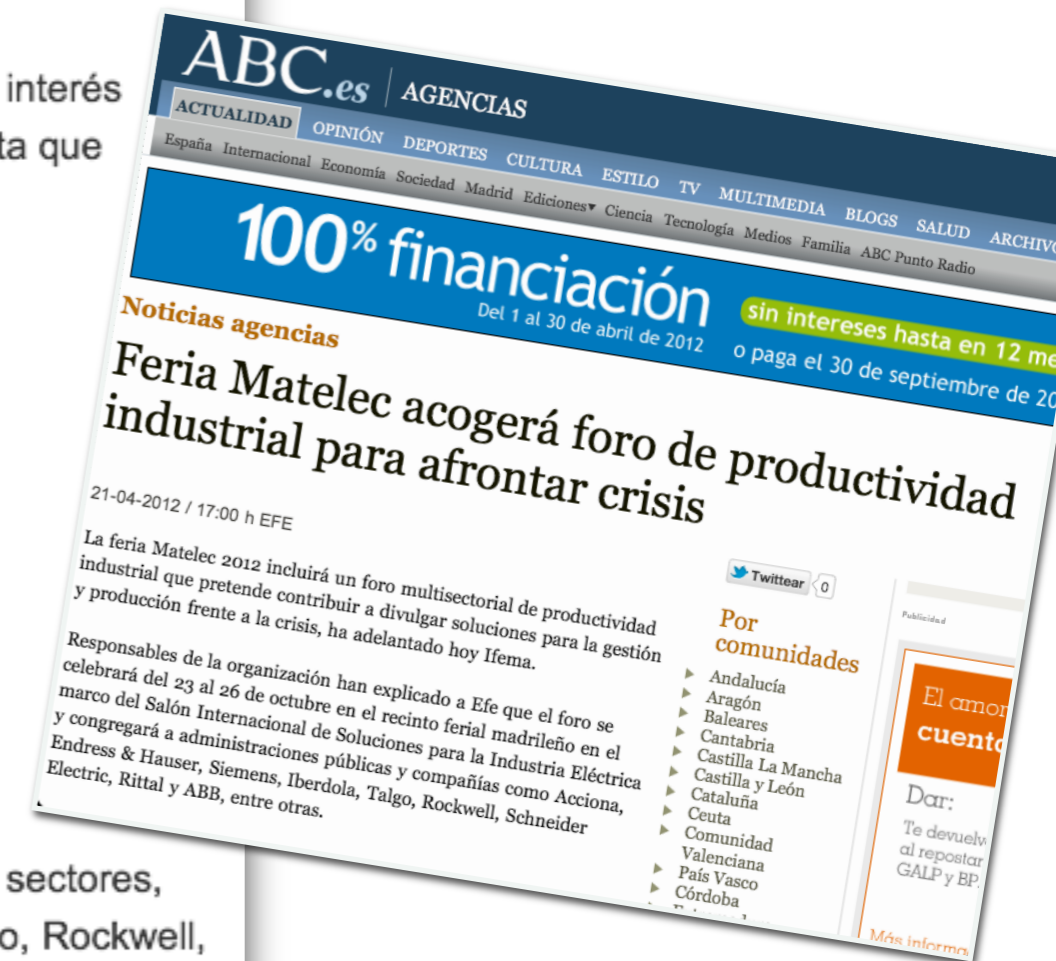 interés
ta que
ABC.es
AGENCIAS
ACTUALIDAD OPINIÓN DEPORTES CULTURA ESTILO TV MULTIMEDIA BLOGS SALUD
España Internacional Economía Sociedad Madrid Ediciones▾ Ciencia Tecnología Medios Familia ABC Punto Radio
100% financiación
Del 1 al 30 de abril de 2012
sin intereses hasta en 12
o paga el 30 de septiembre de
Noticias agencias
Feria Matelec acogerá foro de productividad
industrial para afrontar crisis
21-04-2012 / 17:00 h EFE
La feria Matelec 2012 incluirá un foro multisectorial de productividad
industrial que pretende contribuir a divulgar soluciones para la gestión
y producción frente a la crisis, ha adelantado hoy Ifema.
Responsables de la organización han explicado a Efe que el foro se
celebrará del 23 al 26 de octubre en el recinto ferial madrileño en el
marco del Salón Internacional de Soluciones para la Industria Eléctrica
y congregará a administraciones públicas y compañías como Acciona,
Endress & Hauser, Siemens, Iberdola, Talgo, Rockwell, Schneider
Electric, Rittal y ABB, entre otras.
Twittear 0
Por
comunidades
Andalucía
Aragón
Baleares
Cantabria
Castilla La Mancha
Castilla y León
Cataluña
Ceuta
Comunidad
Valenciana
País Vasco
Córdoba
Publicidad
El amor
cuent
Dar:
Te devuelv
al repostar
GALP y BP
Más informa
sectores,
o, Rockwell,